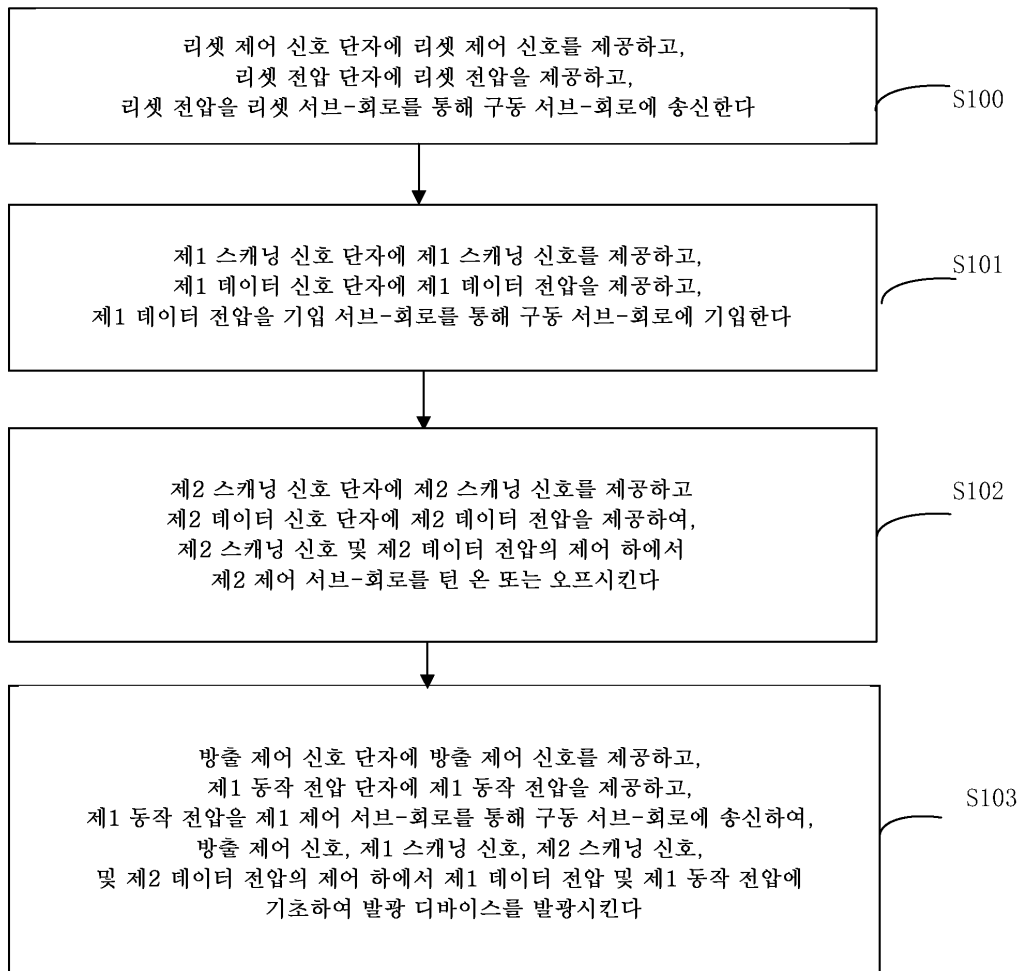 리셋 제어 신호 단자에 리셋 제어 신호를 제공하고,
리셋 전압 단자에 리셋 전압을 제공하고,
리셋 전압을 리셋 서브-회로를 통해 구동 서브-회로에 송신한다
S100
제1 스캐닝 신호 단자에 제1 스캐닝 신호를 제공하고,
제1 데이터 신호 단자에 제1 데이터 전압을 제공하고,
제1 데이터 전압을 기입 서브-회로를 통해 구동 서브-회로에 기입한다
S101
제2 스캐닝 신호 단자에 제2 스캐닝 신호를 제공하고
제2 데이터 신호 단자에 제2 데이터 전압을 제공하여,
제2 스캐닝 신호 및 제2 데이터 전압의 제어 하에서
제2 제어 서브-회로를 턴 온 또는 오프시킨다
S102
방출 제어 신호 단자에 방출 제어 신호를 제공하고,
제1 동작 전압 단자에 제1 동작 전압을 제공하고,
제1 동작 전압을 제1 제어 서브-회로를 통해 구동 서브-회로에 송신하여,
방출 제어 신호, 제1 스캐닝 신호, 제2 스캐닝 신호,
및 제2 데이터 전압의 제어 하에서 제1 데이터 전압 및 제1 동작 전압에
기초하여 발광 디바이스를 발광시킨다
S103